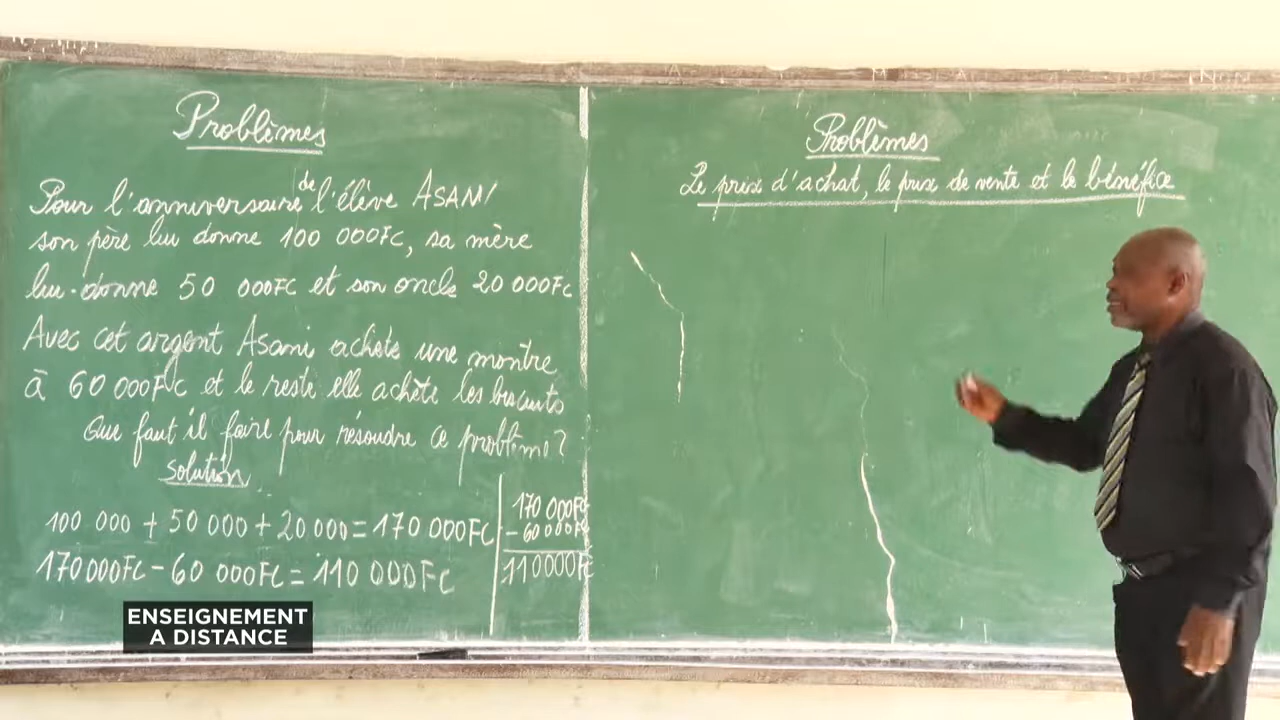 Problèmes
Pour l'anniversaire de l'élève ASANI
son père lui donne 100 000FC, sa mère
lui donne 50 000FC et son oncle 20 000FC
Avec cet argent Asani achète une montre
à 60 000FC et le reste elle achète les biscuits
Que faut il faire pour résoudre ce problème?
solution
100 000 + 50 000 + 20 000 = 170 000FC
170 000FC - 60 000FC = 110 000FC
170 000FC
- 60 000FC
110 000FC
Problèmes
Le prix d'achat, le prix de vente et le bénéfice
ENSEIGNEMENT
A DISTANCE